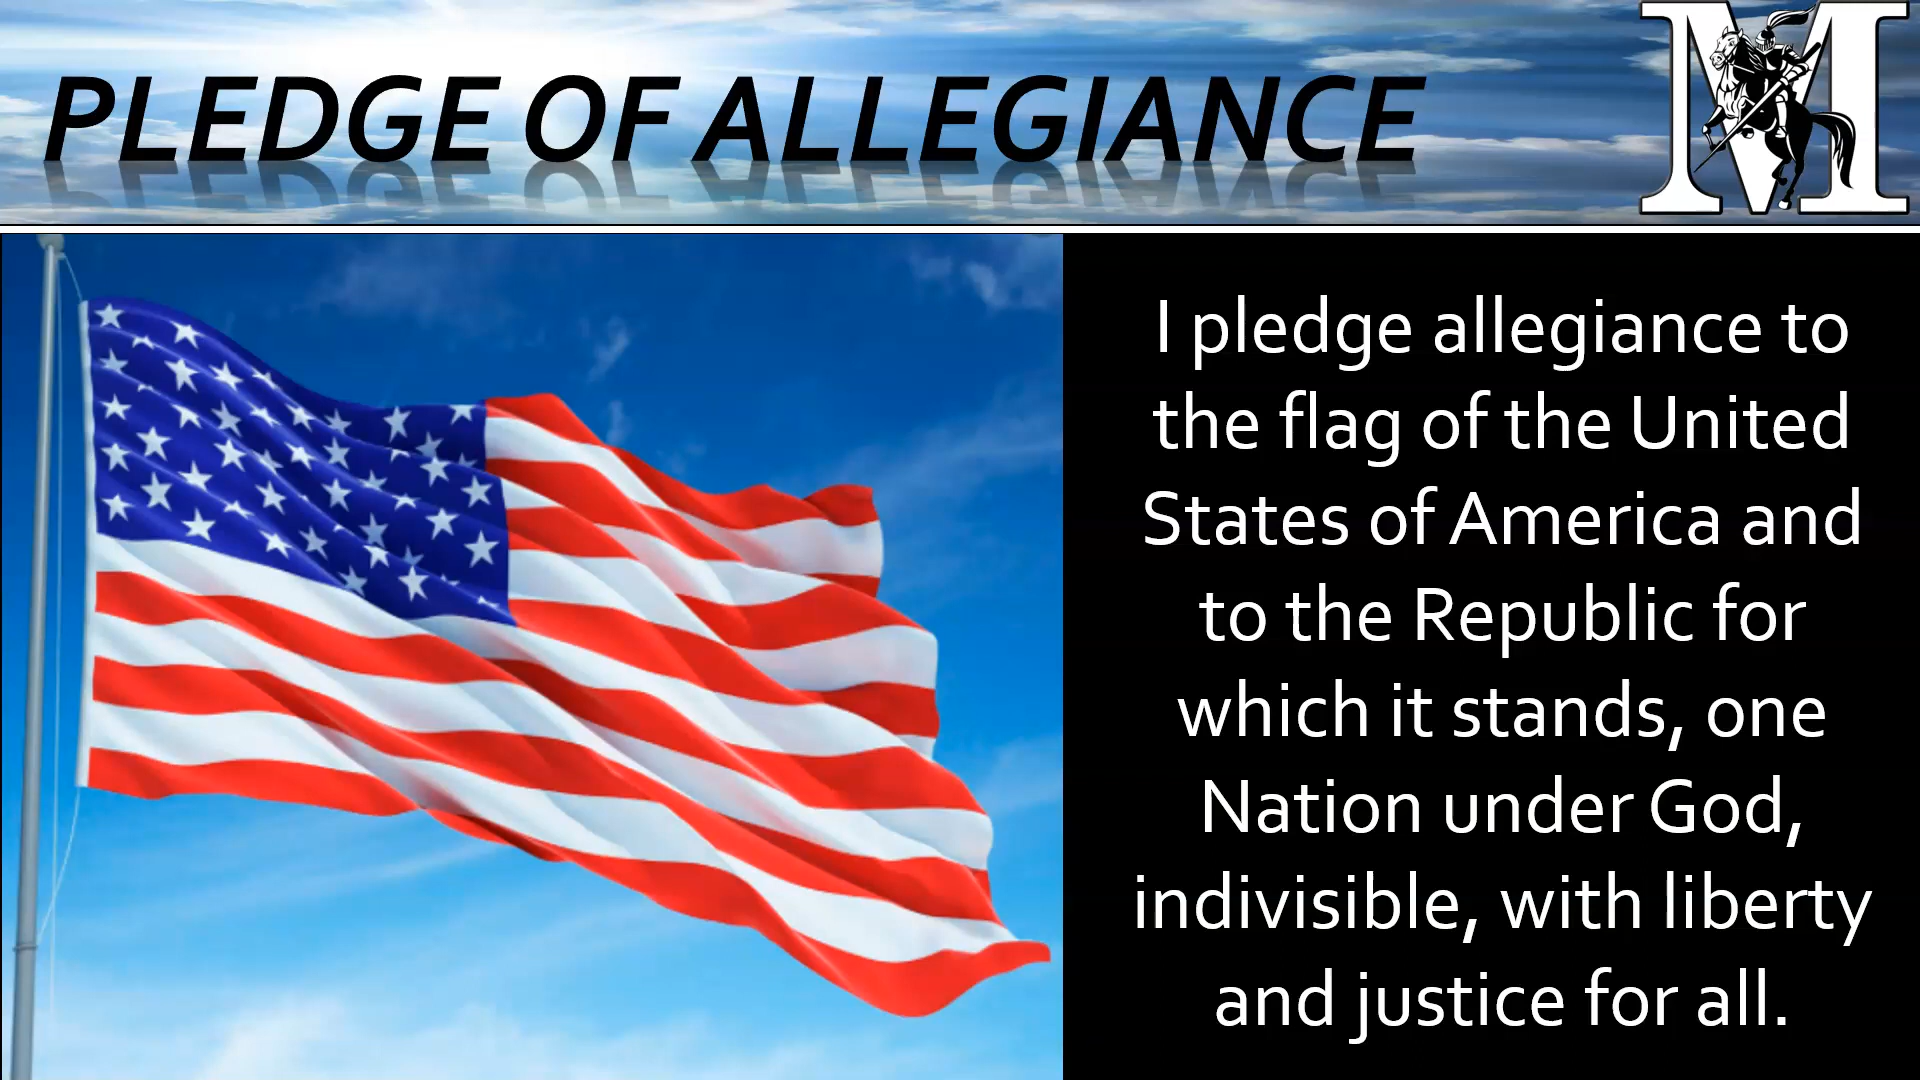 PLEDGE OF ALLEGIANCE
M
I pledge allegiance to
the flag of the United
States of America and
to the Republic for
which it stands, one
Nation under God,
indivisible, with liberty
and justice for all.